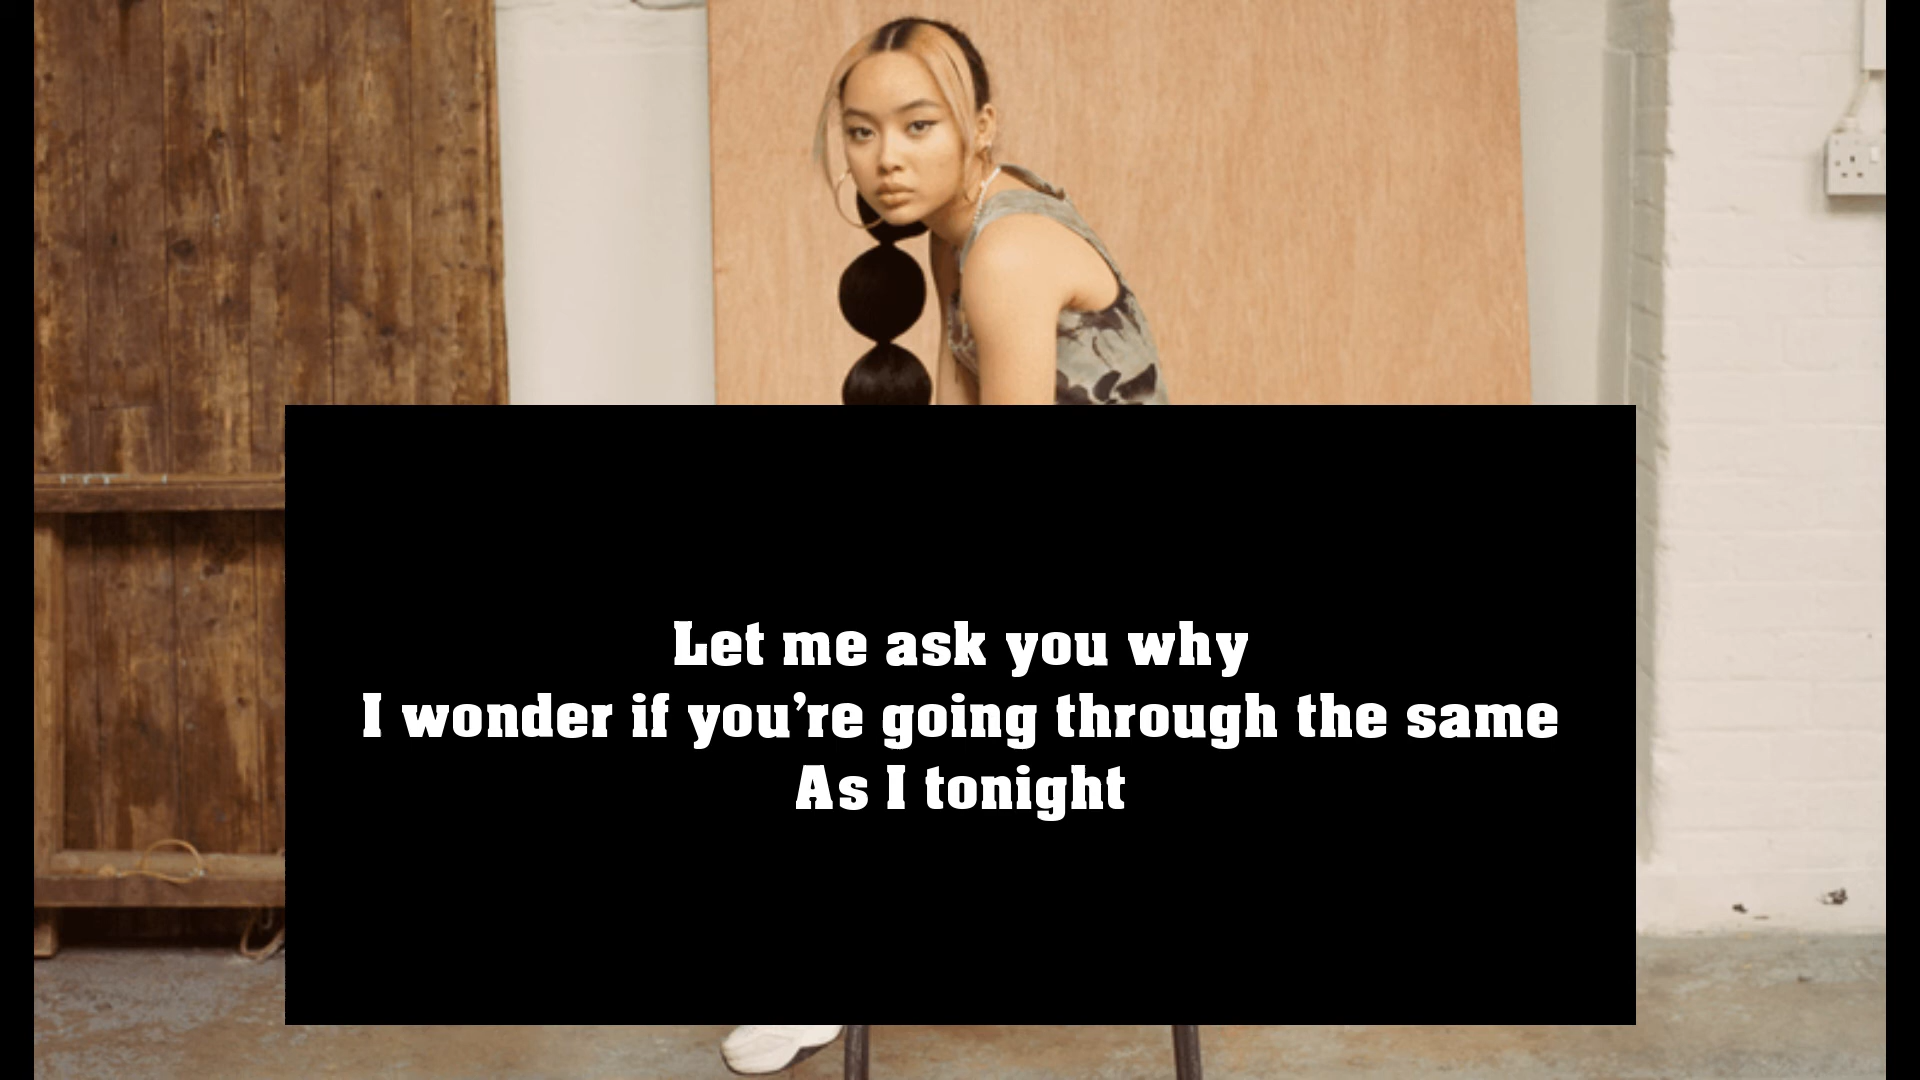 Let me ask you why
I wonder if you’re going through the same
As I tonight